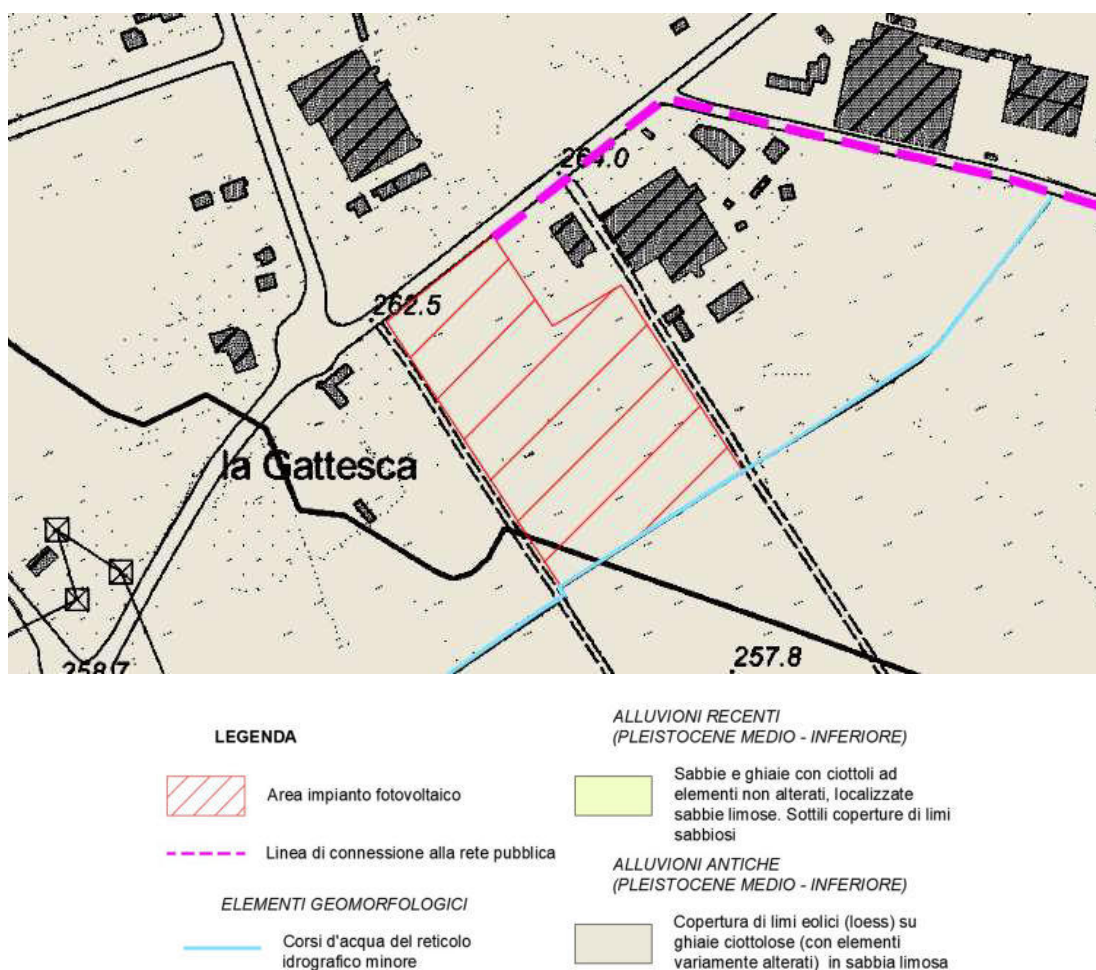 264.0
262.5
la Gattesca
258.7
257.8
LEGENDA
Area impianto fotovoltaico
Linea di connessione alla rete pubblica
ELEMENTI GEOMORFOLOGICI
Corsi d'acqua del reticolo
idrografico minore
ALLUVIONI RECENTI
(PLEISTOCENE MEDIO - INFERIORE)
Sabbie e ghiaie con ciottoli ad
elementi non alterati, localizzate
sabbie limose. Sottili coperture di limi
sabbiosi
ALLUVIONI ANTICHE
(PLEISTOCENE MEDIO - INFERIORE)
Copertura di limi eolici (loess) su
ghiaie ciottolose (con elementi
variamente alterati) in sabbia limosa